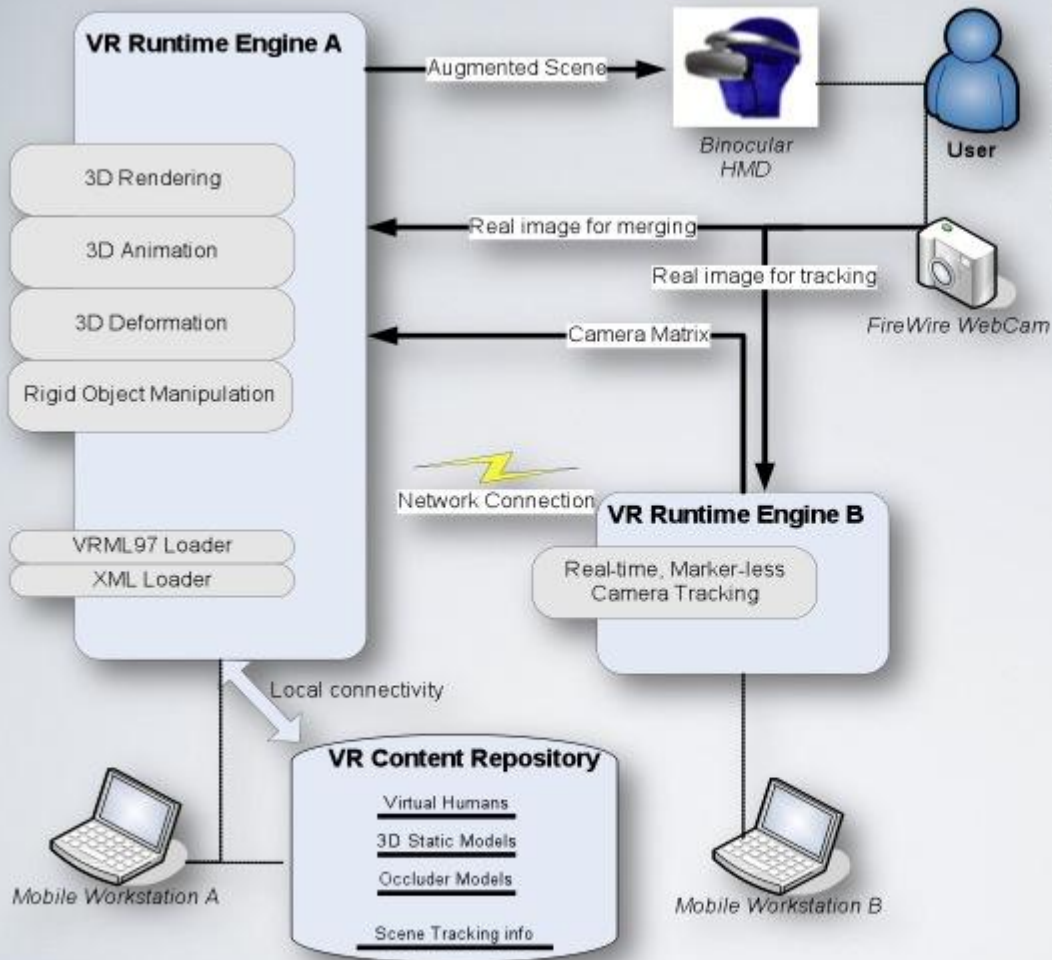 VR Runtime Engine A
Augmented Scene
Binocular
HMD
User
3D Rendering
Real image for merging
3D Animation
Real image for tracking
FireWire WebCam
3D Deformation
Camera Matrix
Rigid Object Manipulation
Network Connection
VR Runtime Engine B
VRML97 Loader
XML Loader
Real-time, Marker-less
Camera Tracking
Local connectivity
VR Content Repository
Virtual Humans
3D Static Models
Occluder Models
Scene Tracking info
Mobile Workstation A
Mobile Workstation B